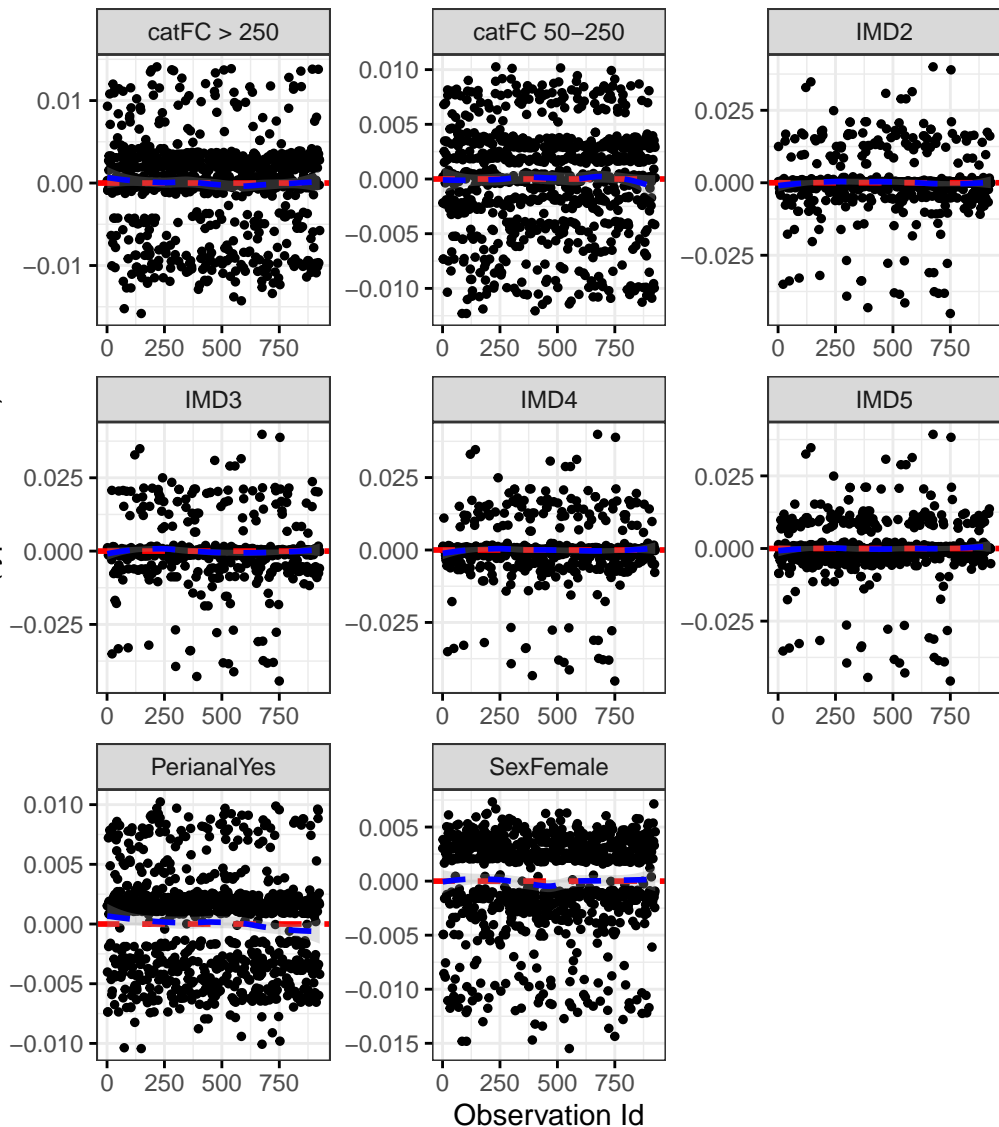 catFC > 250 catFC 50−250 IMD2
0.01 0.010 0.025
0.005
0.00 0.000 0.000
−0.005
−0.01 −0.010 −0.025
0 250 500 750 0 250 500 750 0 250 500 750
IMD3 IMD4 IMD5
0.025 0.025 0.025
0.000 0.000 0.000
−0.025 −0.025 −0.025
0 250 500 750 0 250 500 750 0 250 500 750
PerianalYes SexFemale
0.010 0.005
0.005 0.000
0.000 −0.005
−0.005 −0.010
−0.010 −0.015
0 250 500 750 0 250 500 750
Observation Id